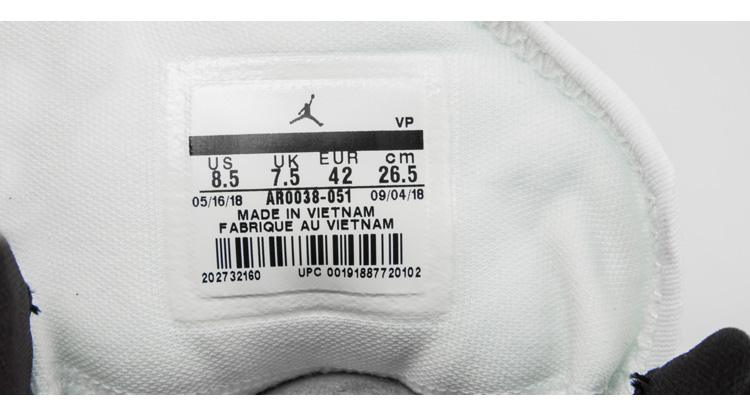 VP
US UK EUR cm
8.5 7.5 42 26.5
05/16/18 AR0038-051 09/04/18
MADE IN VIETNAM
FABRIQUE AU VIETNAM
202732160 UPC 00191887720102